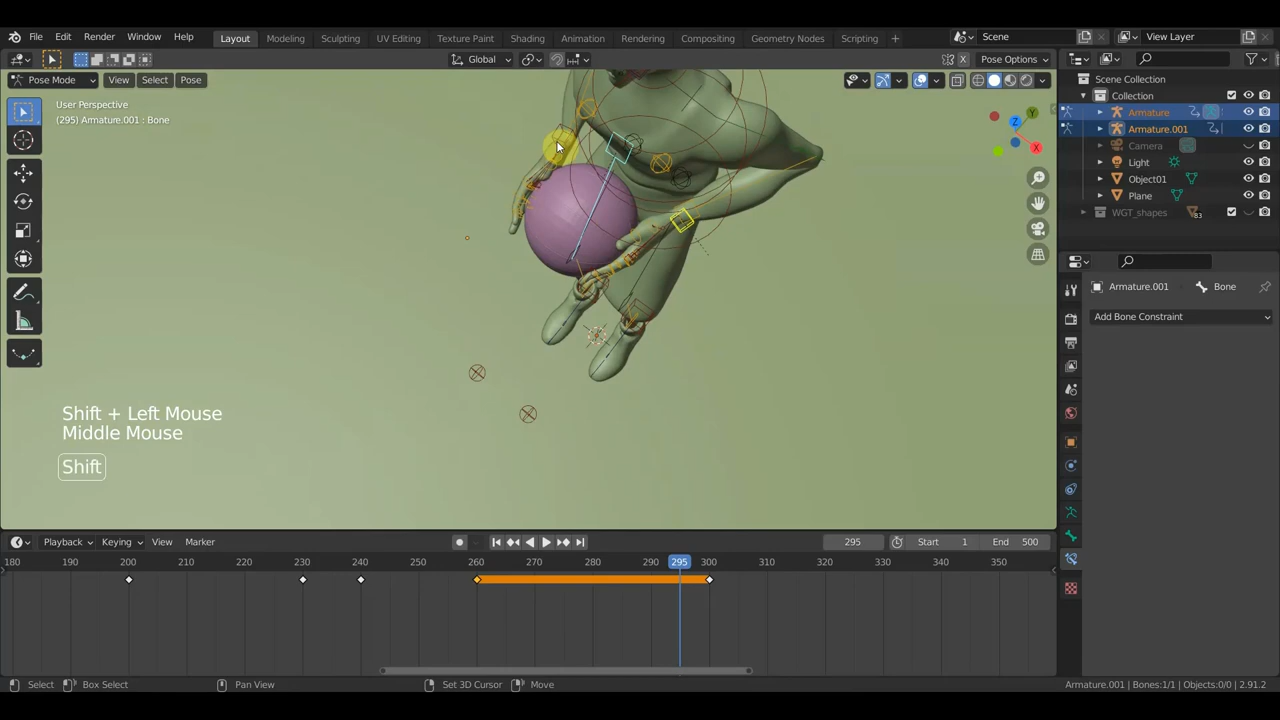 File Edit Render Window Help Layout Modeling Sculpting UV Editing Texture Paint Shading Animation Rendering Compositing Geometry Nodes Scripting + Scene View Layer
Global Pose Options
Pose Mode View Select Pose
User Perspective
(295) Armature.001 : Bone
Shift + Left Mouse
Middle Mouse
Shift
Y
Z
X
Scene Collection
Collection
Armature
Armature.001
Camera
Light
Object01
Plane
WGT_shapes 83
Armature.001 Bone
Add Bone Constraint
Playback Keying View Marker 295 Start 1 End 500
180 190 200 210 220 230 240 250 260 270 280 290 295 300 310 320 330 340 350
Select Box Select Pan View Set 3D Cursor Move Armature.001 | Bones:1/1 | Objects:0/0 | 2.91.2